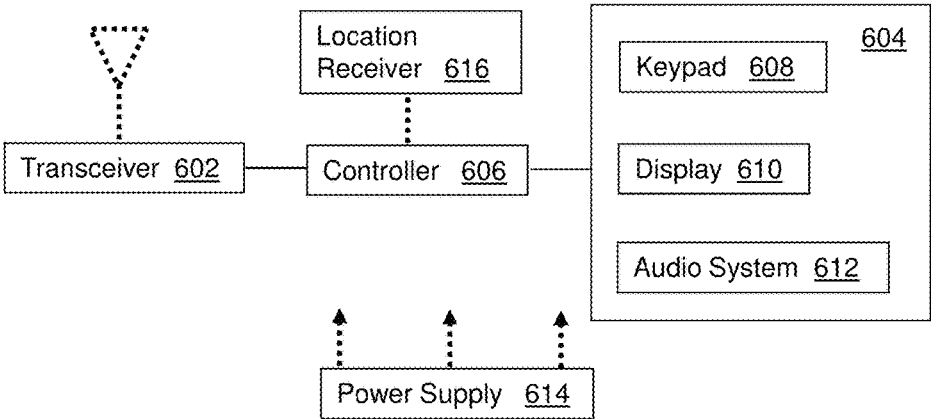 Location
Receiver 616
604
Keypad 608
Transceiver 602
Controller 606
Display 610
Audio System 612
Power Supply 614